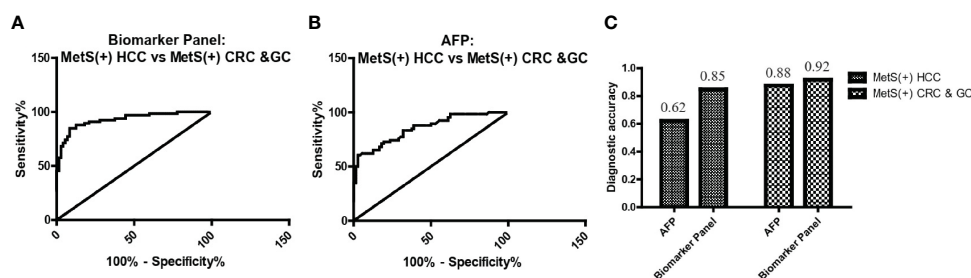 A
Biomarker Panel:
MetS(+) HCC vs MetS(+) CRC &GC
150
100
50
0
Sensitivity%
0
50
100
150
100% - Specificity%
B
AFP:
MetS(+) HCC vs MetS(+) CRC &GC
150
100
50
0
Sensitivity%
0
50
100
150
100% - Specificity%
C
1.0
0.8
0.6
0.4
0.2
0.0
Diagnostic accuracy
0.62
0.85
0.88
0.92
AFP
Biomarker Panel
AFP
Biomarker Panel
MetS(+) HCC
MetS(+) CRC & GC